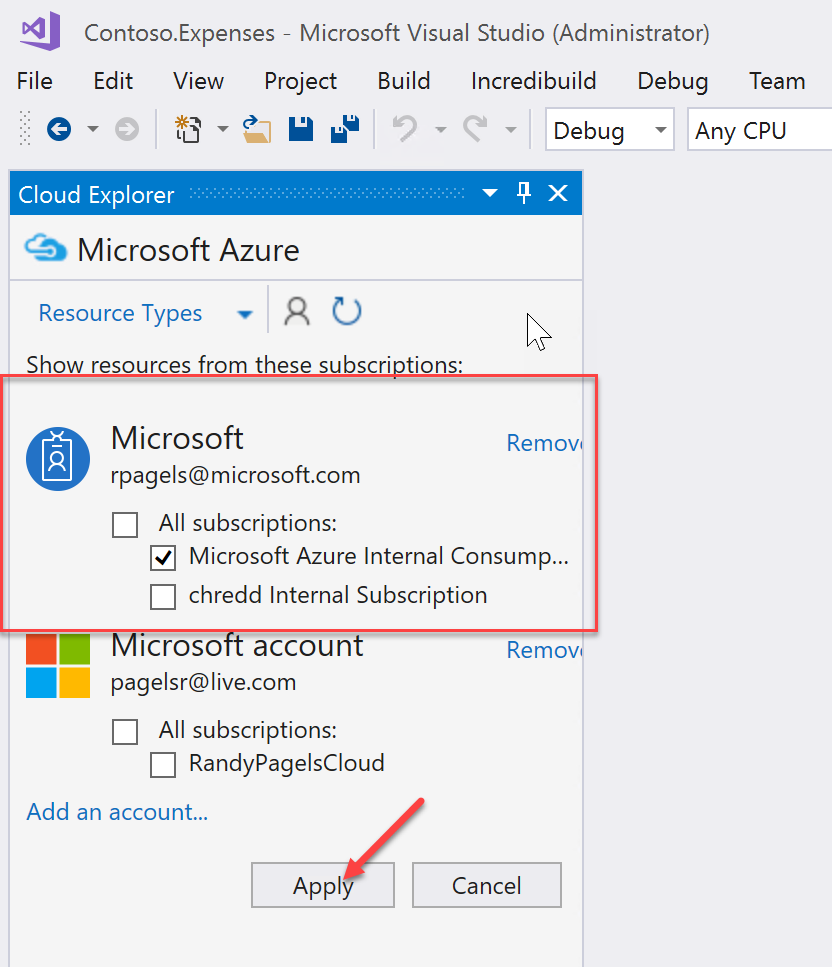 Contoso.Expenses - Microsoft Visual Studio (Administrator)
File Edit View Project Build Incredibuild Debug Team
Debug Any CPU
Cloud Explorer
Microsoft Azure
Resource Types
Show resources from these subscriptions:
Microsoft Remove
rpagels@microsoft.com
All subscriptions:
Microsoft Azure Internal Consump...
chredd Internal Subscription
Microsoft account Remove
pagelsr@live.com
All subscriptions:
RandyPagelsCloud
Add an account...
Apply Cancel